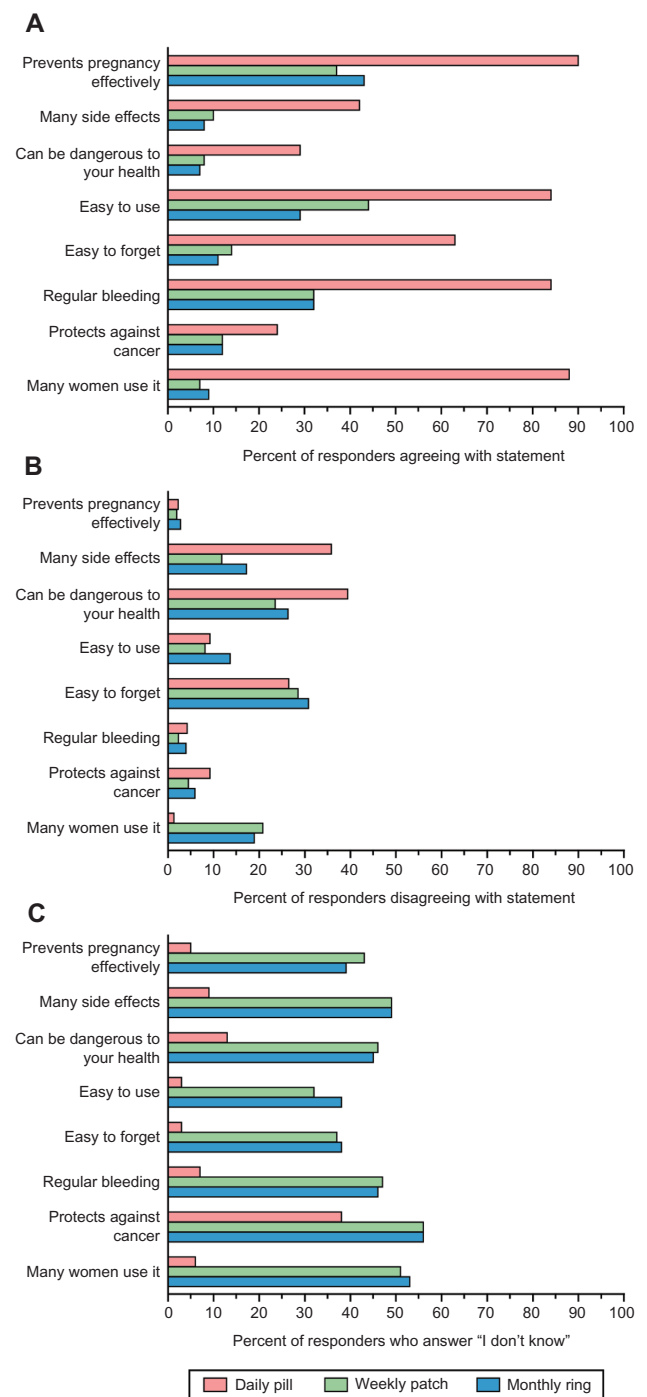 A
Prevents pregnancy
effectively
Many side effects
Can be dangerous to
your health
Easy to use
Easy to forget
Regular bleeding
Protects against
cancer
Many women use it
0 10 20 30 40 50 60 70 80 90 100
Percent of responders agreeing with statement
B
Prevents pregnancy
effectively
Many side effects
Can be dangerous to
your health
Easy to use
Easy to forget
Regular bleeding
Protects against
cancer
Many women use it
0 10 20 30 40 50 60 70 80 90 100
Percent of responders disagreeing with statement
C
Prevents pregnancy
effectively
Many side effects
Can be dangerous to
your health
Easy to use
Easy to forget
Regular bleeding
Protects against
cancer
Many women use it
0 10 20 30 40 50 60 70 80 90 100
Percent of responders who answer “I don’t know”
Daily pill Weekly patch Monthly ring